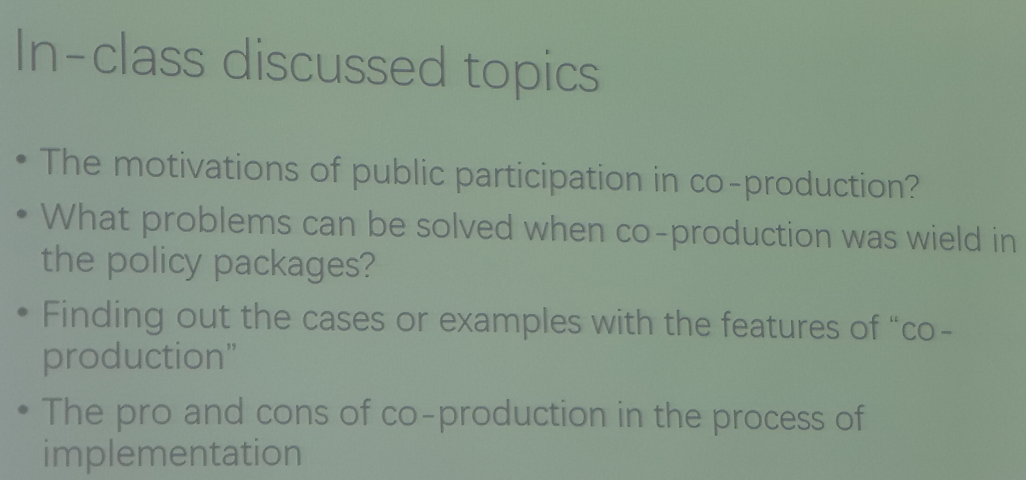 In-class discussed topics
• The motivations of public participation in co-production?
• What problems can be solved when co-production was wield in
the policy packages?
• Finding out the cases or examples with the features of “co-
production”
• The pro and cons of co-production in the process of
implementation